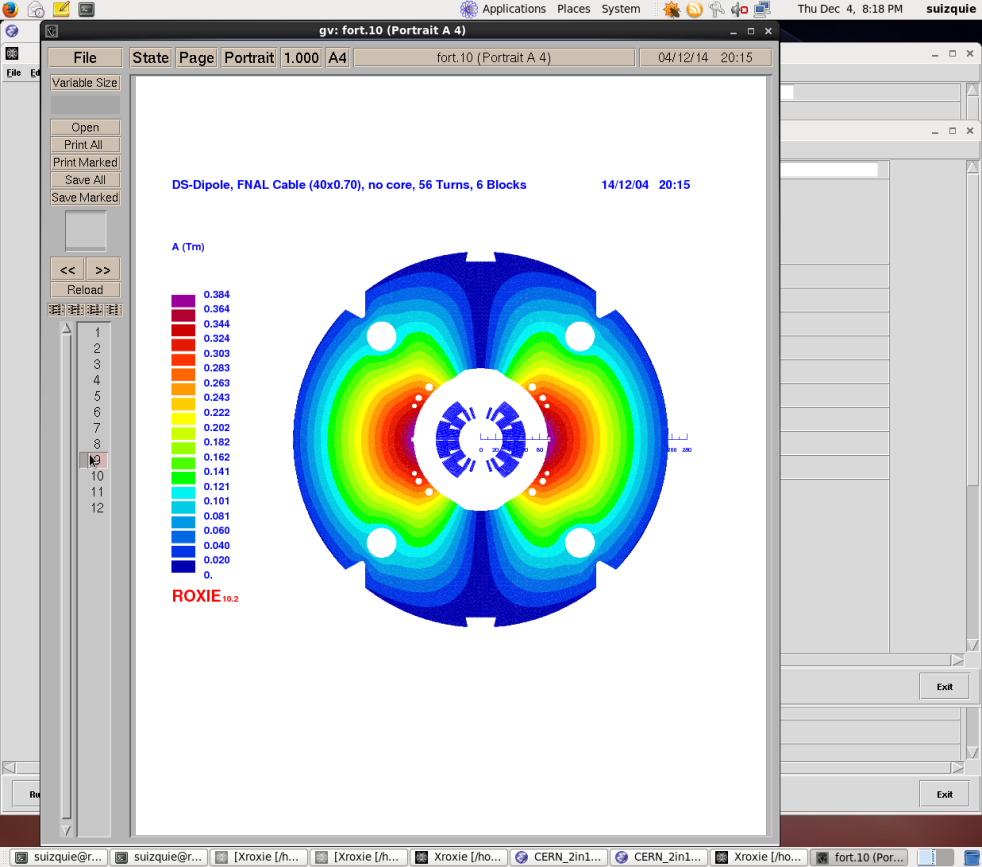 Applications Places System Thu Dec 4, 8:18 PM suizquie
gv: fort.10 (Portrait A 4)
File Ed
File State Page Portrait 1.000 A4 fort.10 (Portrait A 4) 04/12/14 20:15
Variable Size
Open
Print All
Print Marked
Save All
Save Marked
<< >>
Reload
1
2
3
4
5
6
7
8
9
10
11
12
DS-Dipole, FNAL Cable (40x0.70), no core, 56 Turns, 6 Blocks 14/12/04 20:15
A (Tm)
0.384
0.364
0.344
0.324
0.303
0.283
0.263
0.243
0.222
0.202
0.182
0.162
0.141
0.121
0.101
0.081
0.060
0.040
0.020
0.
ROXIE 10.2
Exit
Ru
Exit
suizquie@r... suizquie@r... [Xroxie [/h... [Xroxie [/h... Xroxie [/ho... CERN_2in1... CERN_2in1... Xroxie [/ho... fort.10 (Por...